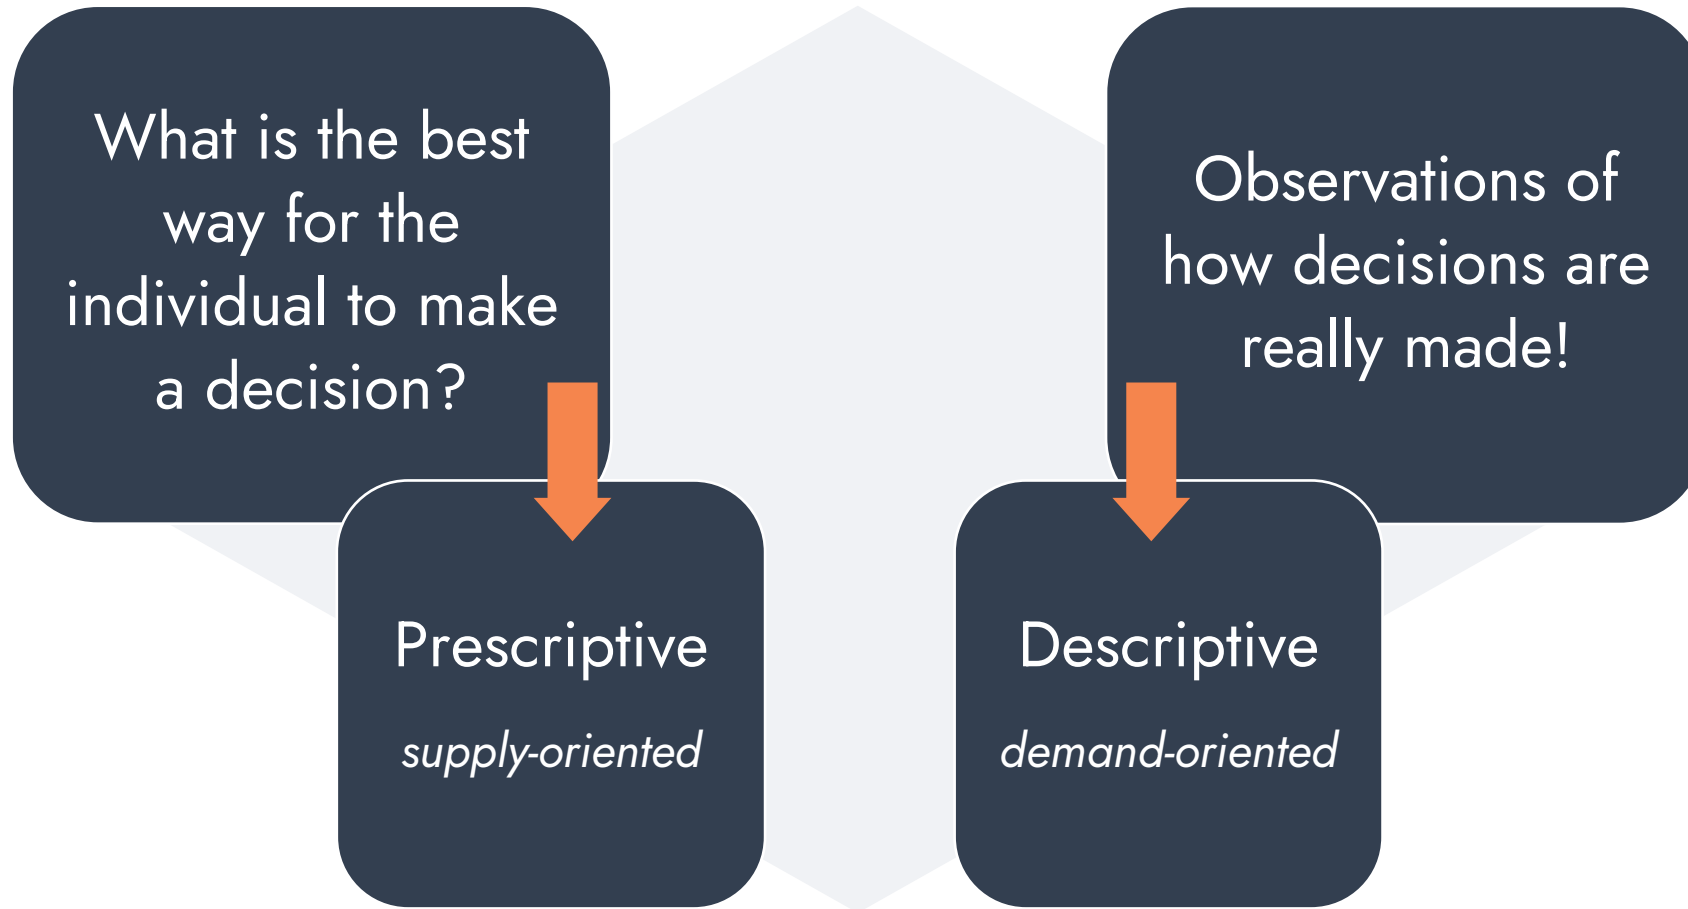 What is the best
way for the
individual to make
a decision?
Observations of
how decisions are
really made!
Prescriptive
supply-oriented
Descriptive
demand-oriented